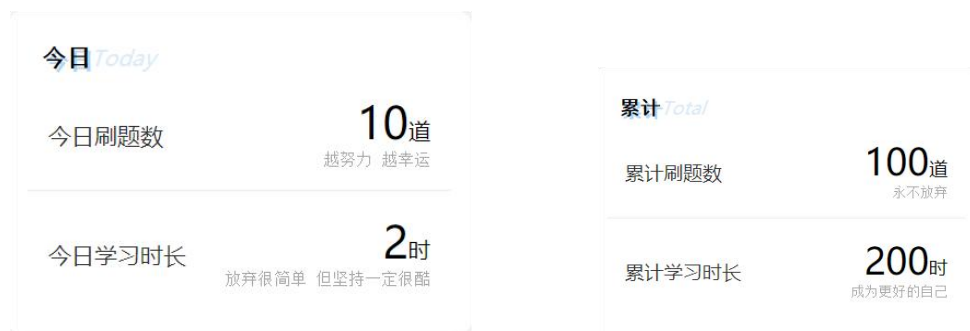 今日Today
今日刷题数
10道
越努力 越幸运
今日学习时长
2时
放弃很简单 但坚持一定很酷
累计Total
累计刷题数
100道
永不放弃
累计学习时长
200时
成为更好的自己